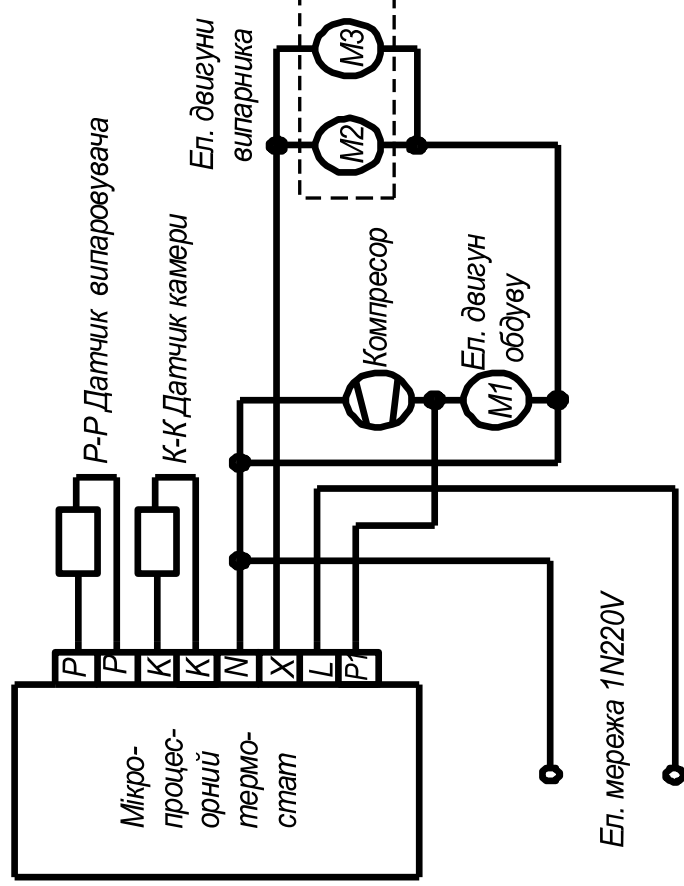 Мікро-
процес-
орний
термо-
стат
Р
Р
К
К
N
X
L
Р1
Р-Р Датчик випаровувача
К-К Датчик камери
Ел. двигуни
випарника
М3
М2
Компресор
Ел. двигун
обдуву
М1
Ел. мережа 1N220V